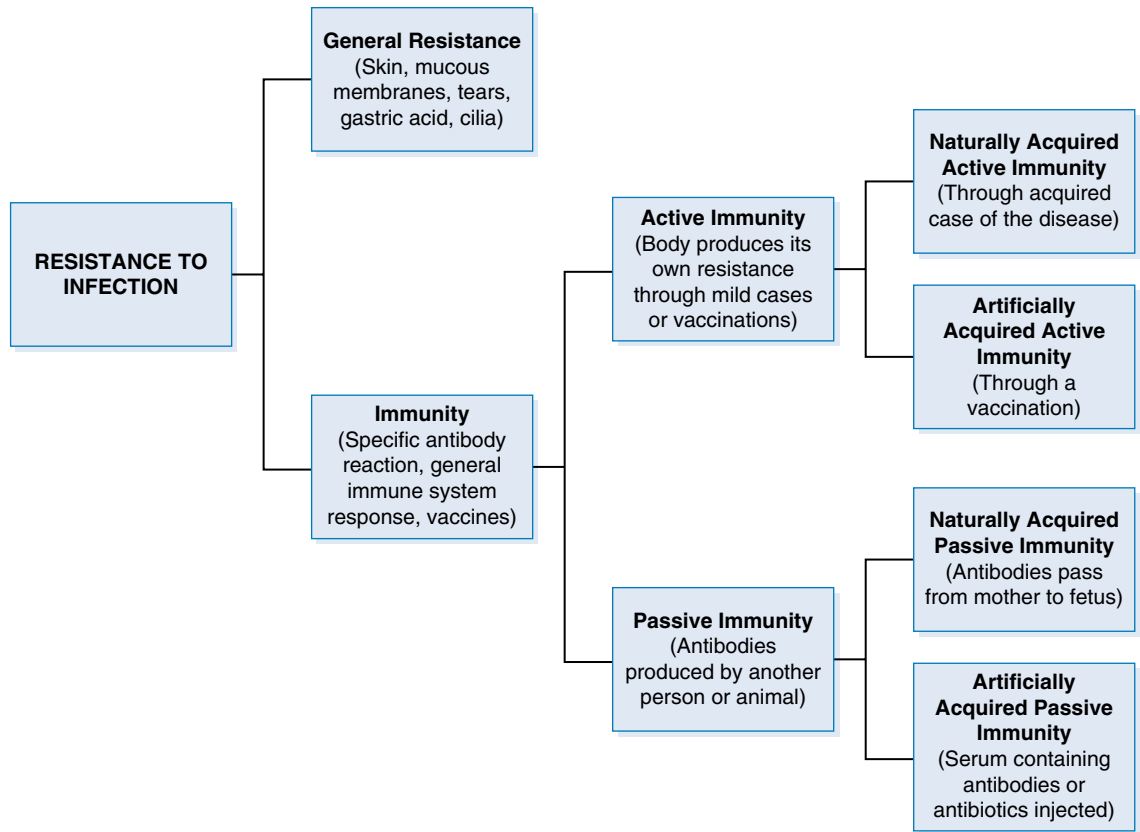 General Resistance
(Skin, mucous
membranes, tears,
gastric acid, cilia)
RESISTANCE TO
INFECTION
Immunity
(Specific antibody
reaction, general
immune system
response, vaccines)
Active Immunity
(Body produces its
own resistance
through mild cases
or vaccinations)
Naturally Acquired
Active Immunity
(Through acquired
case of the disease)
Artificially
Acquired Active
Immunity
(Through a
vaccination)
Passive Immunity
(Antibodies
produced by another
person or animal)
Naturally Acquired
Passive Immunity
(Antibodies pass
from mother to fetus)
Artificially
Acquired Passive
Immunity
(Serum containing
antibodies or
antibiotics injected)